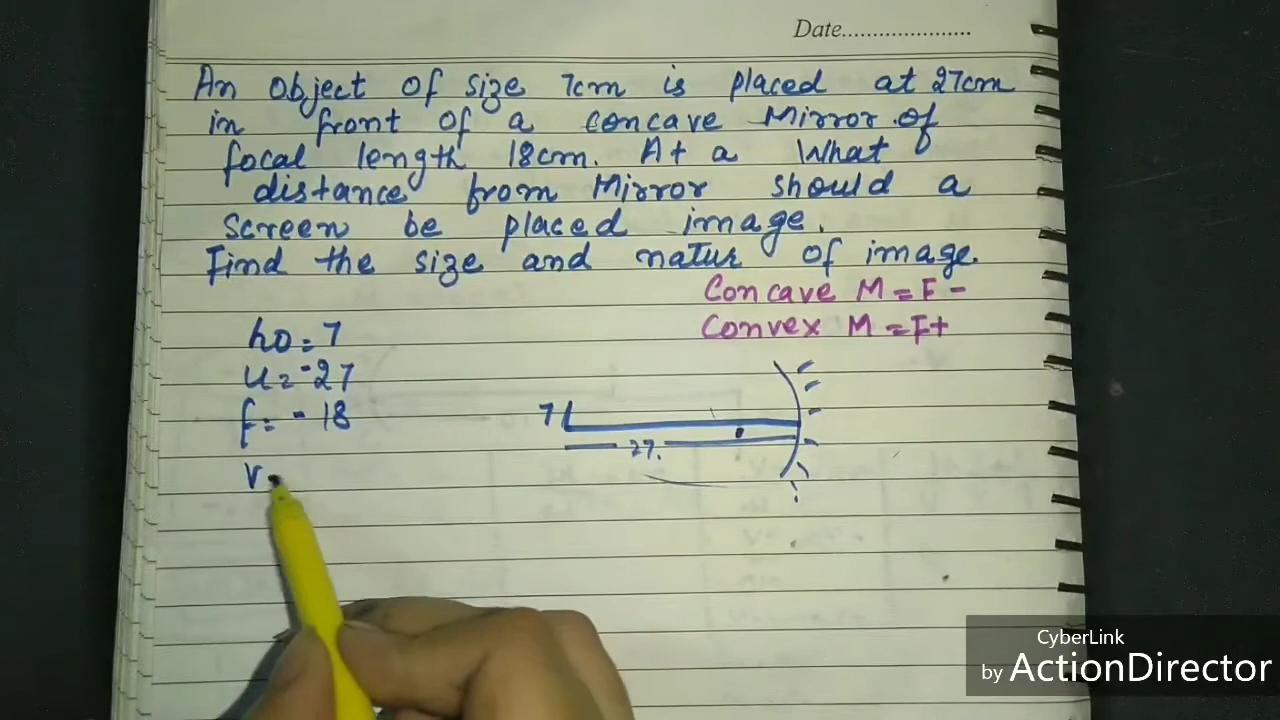 Date.....................
An object of size 7cm is placed at 27cm
in front of a concave Mirror of
focal length 18cm. At a What
distance from Mirror should a
screen be placed image.
Find the size and natur of image.
Concave M = F -
Convex M = F+
ho = 7
u = -27
f = - 18
v
7
27.
CyberLink
by ActionDirector